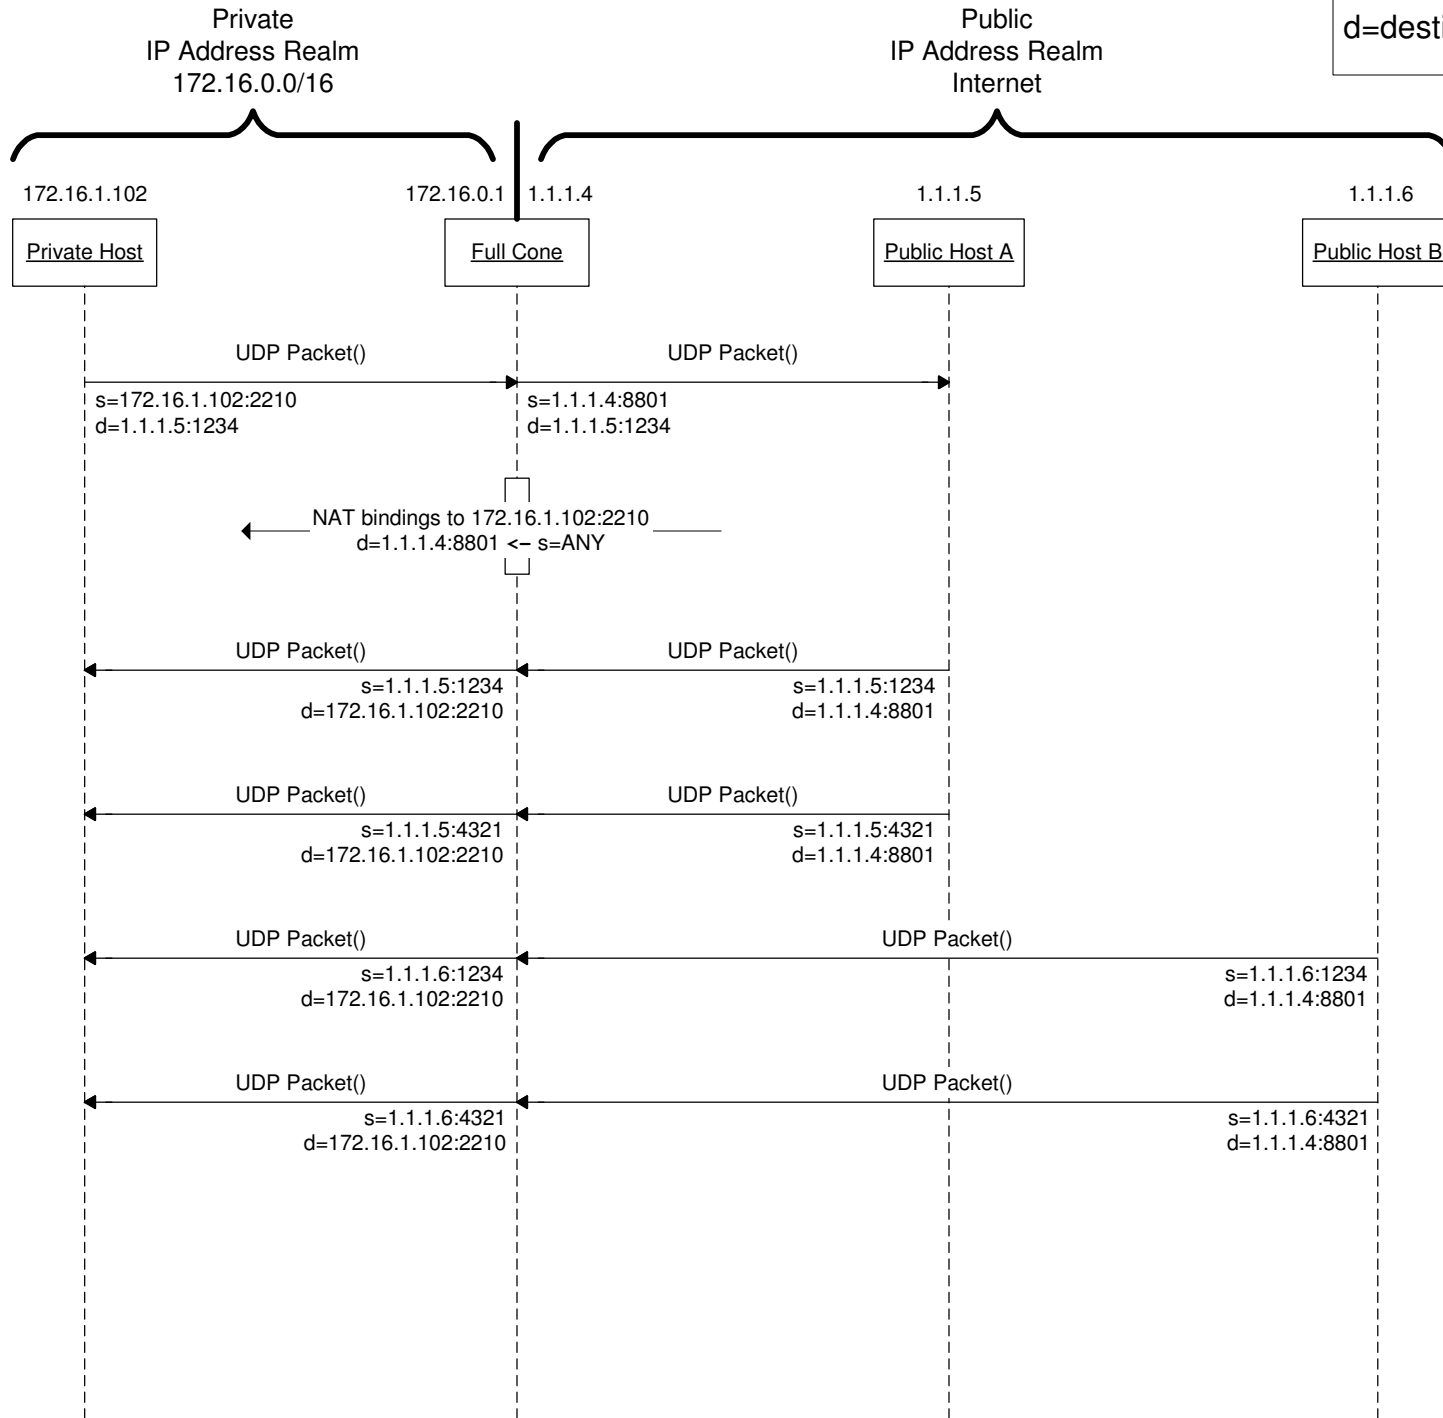 Private
IP Address Realm
172.16.0.0/16
Public
IP Address Realm
Internet
172.16.1.102
172.16.0.1
1.1.1.4
1.1.1.5
1.1.1.6
Private Host
Full Cone
Public Host A
Public Host B
UDP Packet()
UDP Packet()
s=172.16.1.102:2210
d=1.1.1.5:1234
s=1.1.1.4:8801
d=1.1.1.5:1234
NAT bindings to 172.16.1.102:2210
d=1.1.1.4:8801 <– s=ANY
UDP Packet()
UDP Packet()
s=1.1.1.5:1234
d=172.16.1.102:2210
s=1.1.1.5:1234
d=1.1.1.4:8801
UDP Packet()
UDP Packet()
s=1.1.1.5:4321
d=172.16.1.102:2210
s=1.1.1.5:4321
d=1.1.1.4:8801
UDP Packet()
UDP Packet()
s=1.1.1.6:1234
d=172.16.1.102:2210
s=1.1.1.6:1234
d=1.1.1.4:8801
UDP Packet()
UDP Packet()
s=1.1.1.6:4321
d=172.16.1.102:2210
s=1.1.1.6:4321
d=1.1.1.4:8801